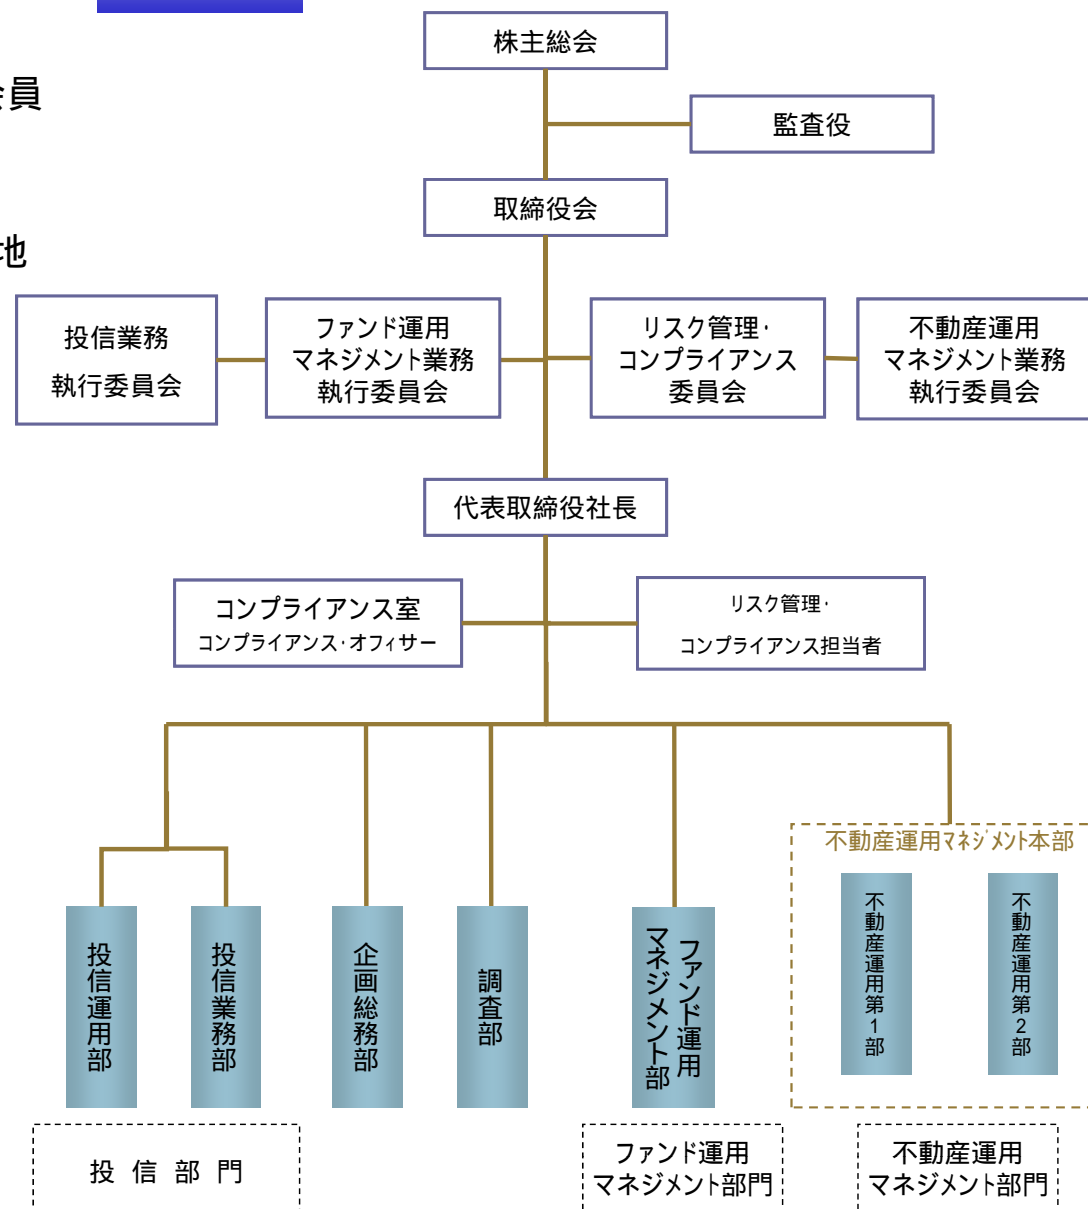 株主総会
会員
監査役
取締役会
地
投信業務
執行委員会
ファンド運用
マネジメント業務
執行委員会
リスク管理・
コンプライアンス
委員会
不動産運用
マネジメント業務
執行委員会
代表取締役社長
コンプライアンス室
コンプライアンス・オフィサー
リスク管理・
コンプライアンス担当者
不動産運用マネジメント本部
投信運用部
投信業務部
企画総務部
調査部
ファンド運用
マネジメント部
不動産運用第1部
不動産運用第2部
投信部門
ファンド運用
マネジメント部門
不動産運用
マネジメント部門